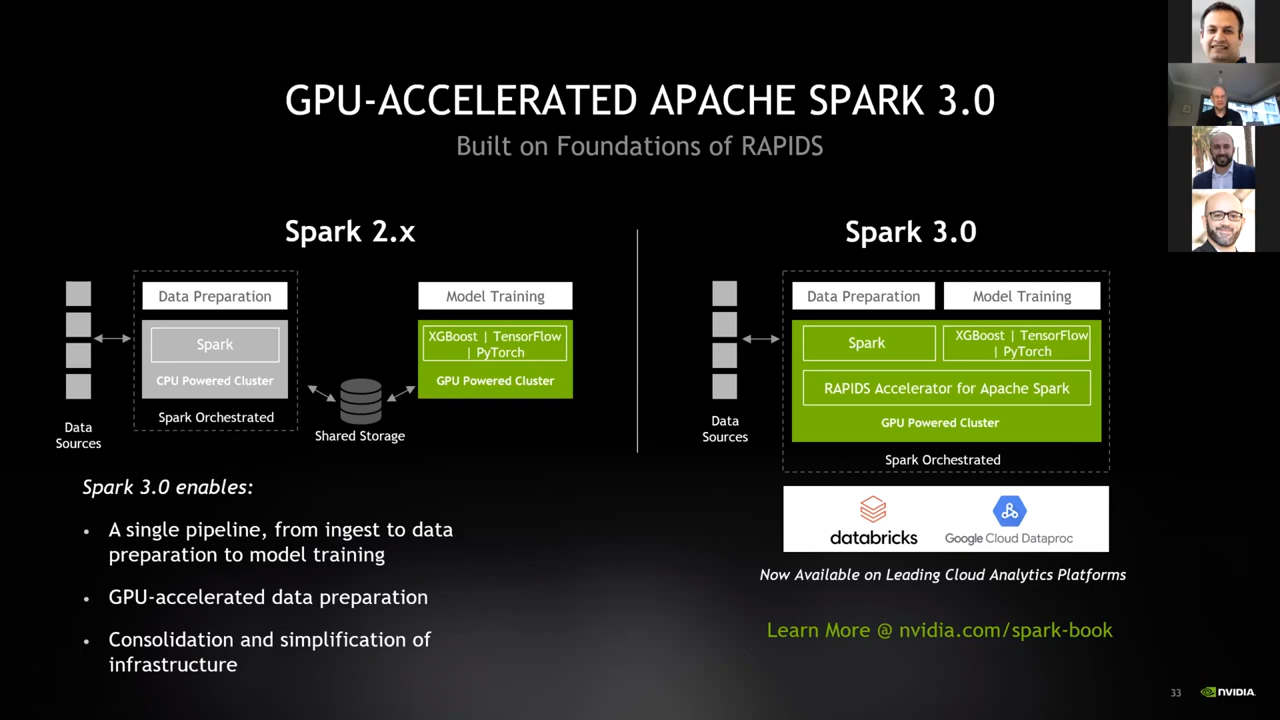 GPU-ACCELERATED APACHE SPARK 3.0
Built on Foundations of RAPIDS
Spark 2.x
Data Preparation
Spark
CPU Powered Cluster
Spark Orchestrated
Data
Sources
Shared Storage
Model Training
XGBoost | TensorFlow
| PyTorch
GPU Powered Cluster
Spark 3.0 enables:
• A single pipeline, from ingest to data
preparation to model training
• GPU-accelerated data preparation
• Consolidation and simplification of
infrastructure
Spark 3.0
Data Preparation
Model Training
Spark
XGBoost | TensorFlow
| PyTorch
RAPIDS Accelerator for Apache Spark
GPU Powered Cluster
Spark Orchestrated
Data
Sources
databricks
Google Cloud Dataproc
Now Available on Leading Cloud Analytics Platforms
Learn More @ nvidia.com/spark-book
33
NVIDIA.